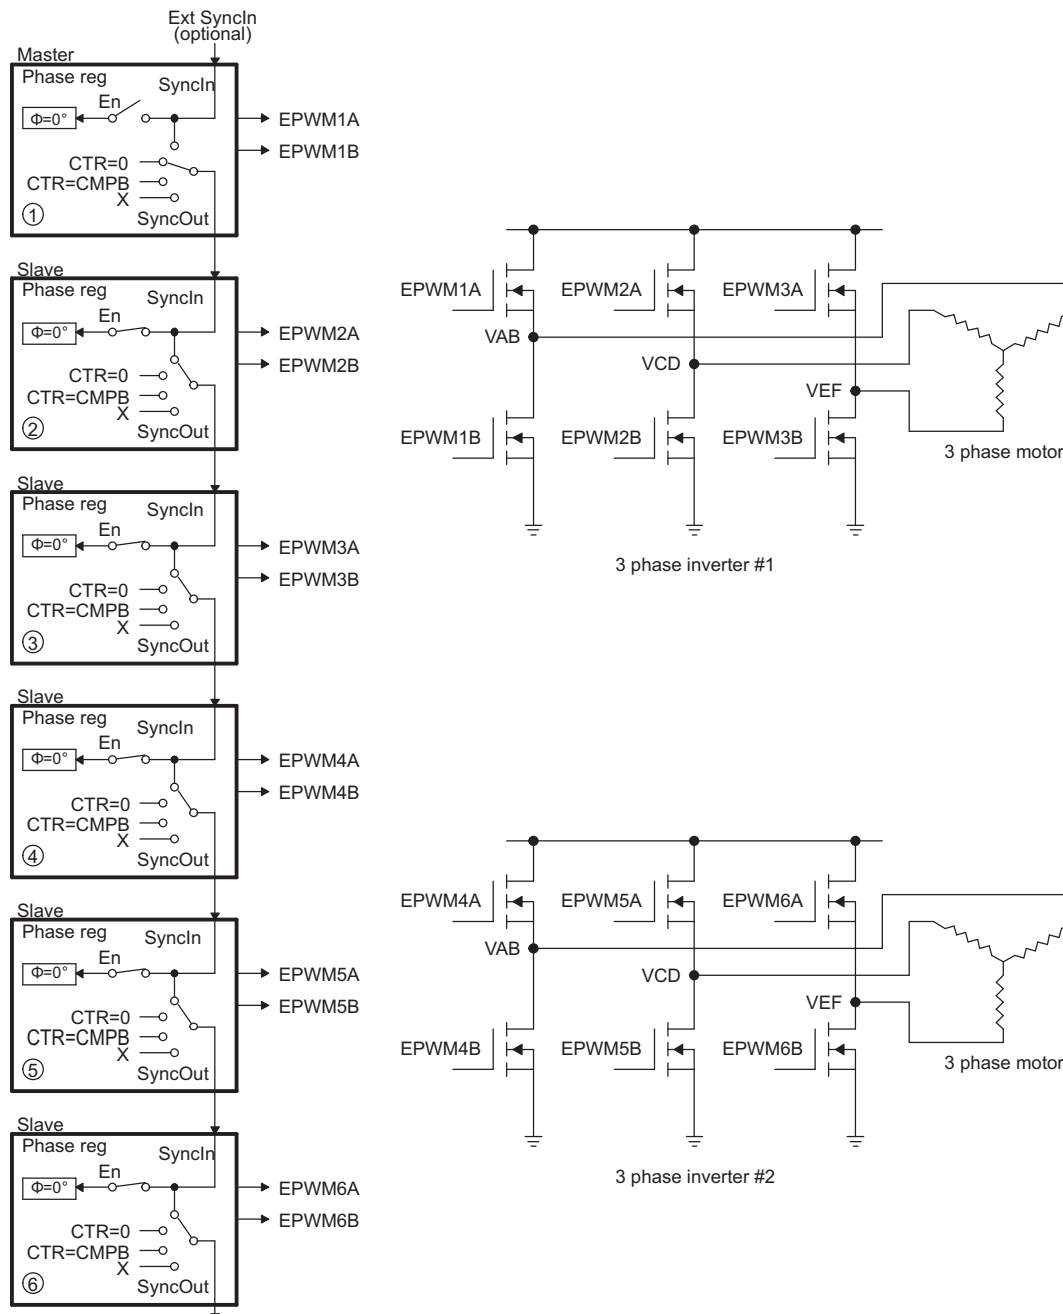 Ext SyncIn
(optional)
Master
Phase reg
SyncIn
En
Φ=0°
EPWM1A
EPWM1B
CTR=0
CTR=CMPB
X
1
SyncOut
Slave
Phase reg
SyncIn
En
Φ=0°
EPWM2A
EPWM2B
CTR=0
CTR=CMPB
X
2
SyncOut
Slave
Phase reg
SyncIn
En
Φ=0°
EPWM3A
EPWM3B
CTR=0
CTR=CMPB
X
3
SyncOut
Slave
Phase reg
SyncIn
En
Φ=0°
EPWM4A
EPWM4B
CTR=0
CTR=CMPB
X
4
SyncOut
Slave
Phase reg
SyncIn
En
Φ=0°
EPWM5A
EPWM5B
CTR=0
CTR=CMPB
X
5
SyncOut
Slave
Phase reg
SyncIn
En
Φ=0°
EPWM6A
EPWM6B
CTR=0
CTR=CMPB
X
6
SyncOut
EPWM1A
EPWM2A
EPWM3A
VAB
VCD
VEF
EPWM1B
EPWM2B
EPWM3B
3 phase motor
3 phase inverter #1
EPWM4A
EPWM5A
EPWM6A
VAB
VCD
VEF
EPWM4B
EPWM5B
EPWM6B
3 phase motor
3 phase inverter #2